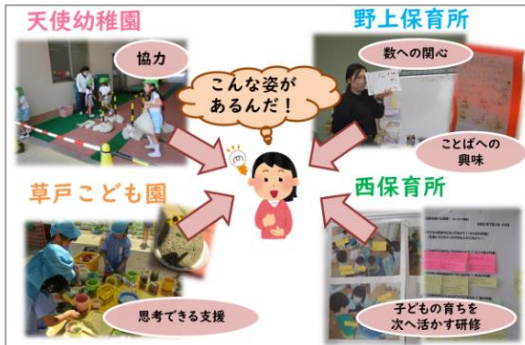 天使幼稚園
野上保育所
協力
数への関心
こんな姿が
あるんだ！
ことばへの
興味
草戸こども園
西保育所
思考できる支援
子どもの育ちを
次へ活かす研修